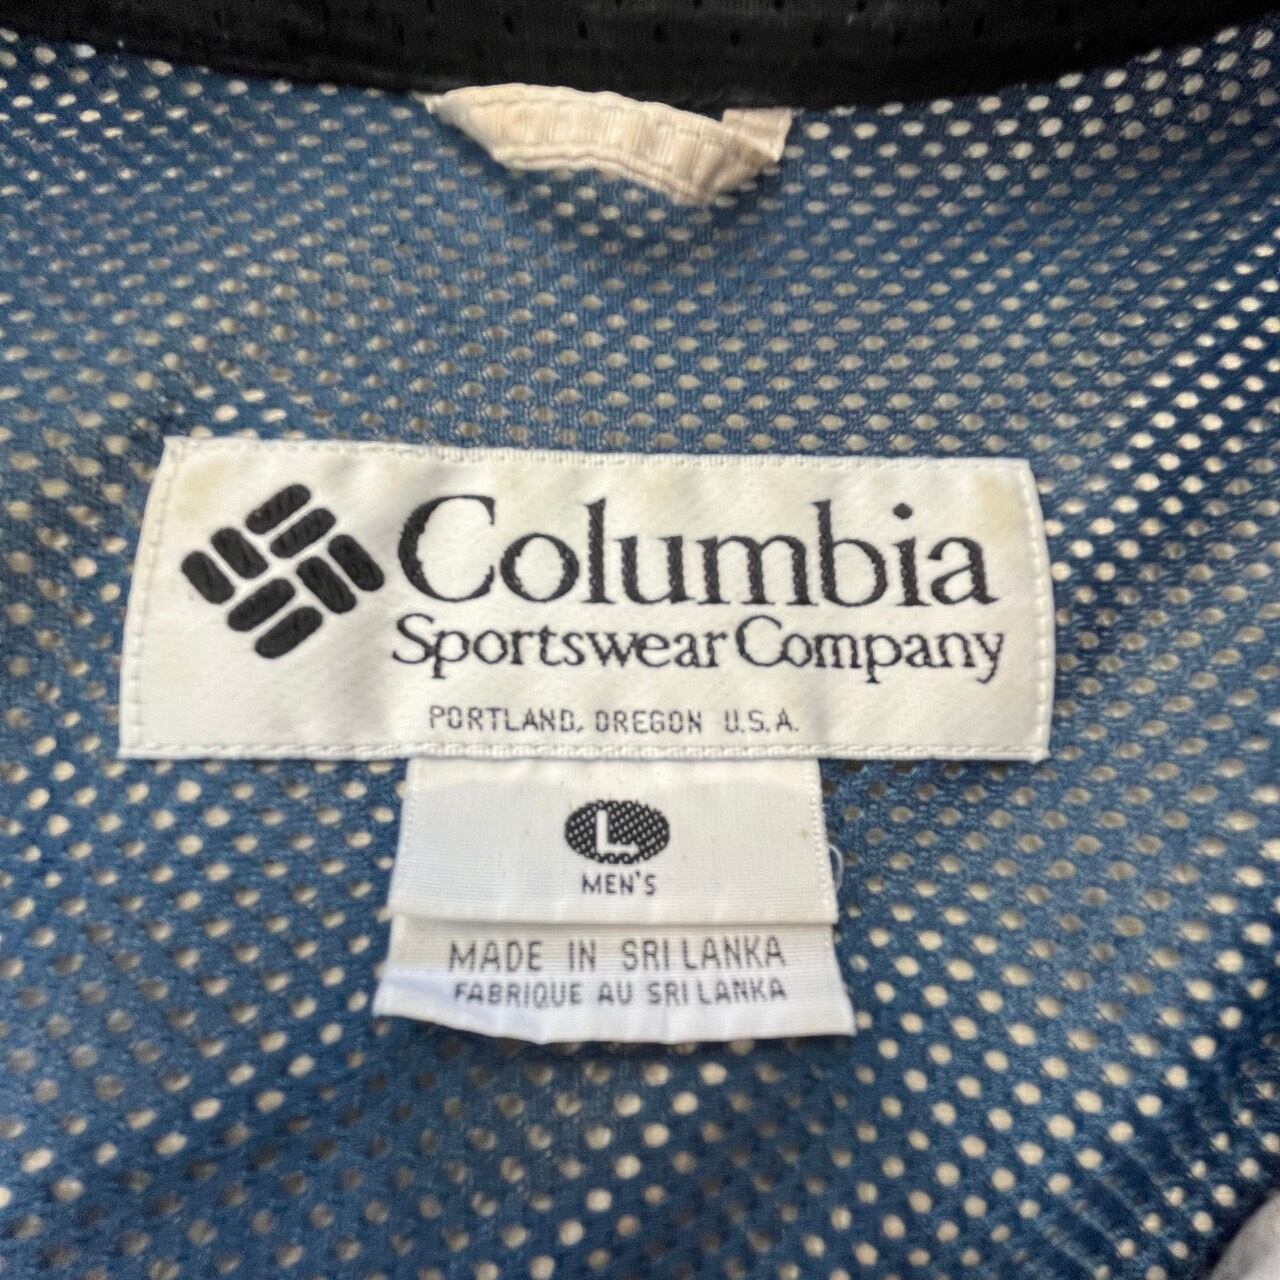 Columbia
Sportswear Company
PORTLAND, OREGON U.S.A.
L
MEN'S
MADE IN SRI LANKA
FABRIQUE AU SRI LANKA